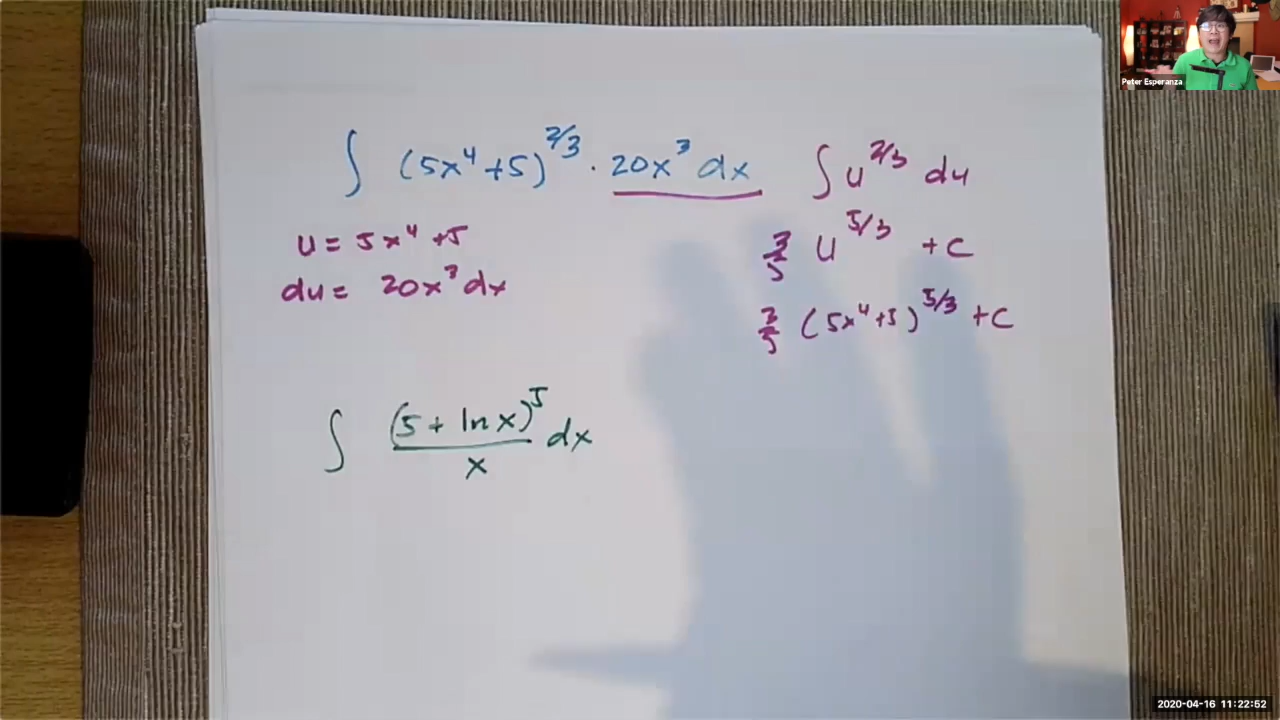 Peter Esperanza
∫ (5x⁴+5)^2/3 · 20x³ dx
∫ u^2/3 du
u = 5x⁴+5
du = 20x³ dx
3/5 u^5/3 + c
3/5 (5x⁴+5)^5/3 + c
∫ (5 + ln x)⁵/x dx
2020-04-16 11:22:52